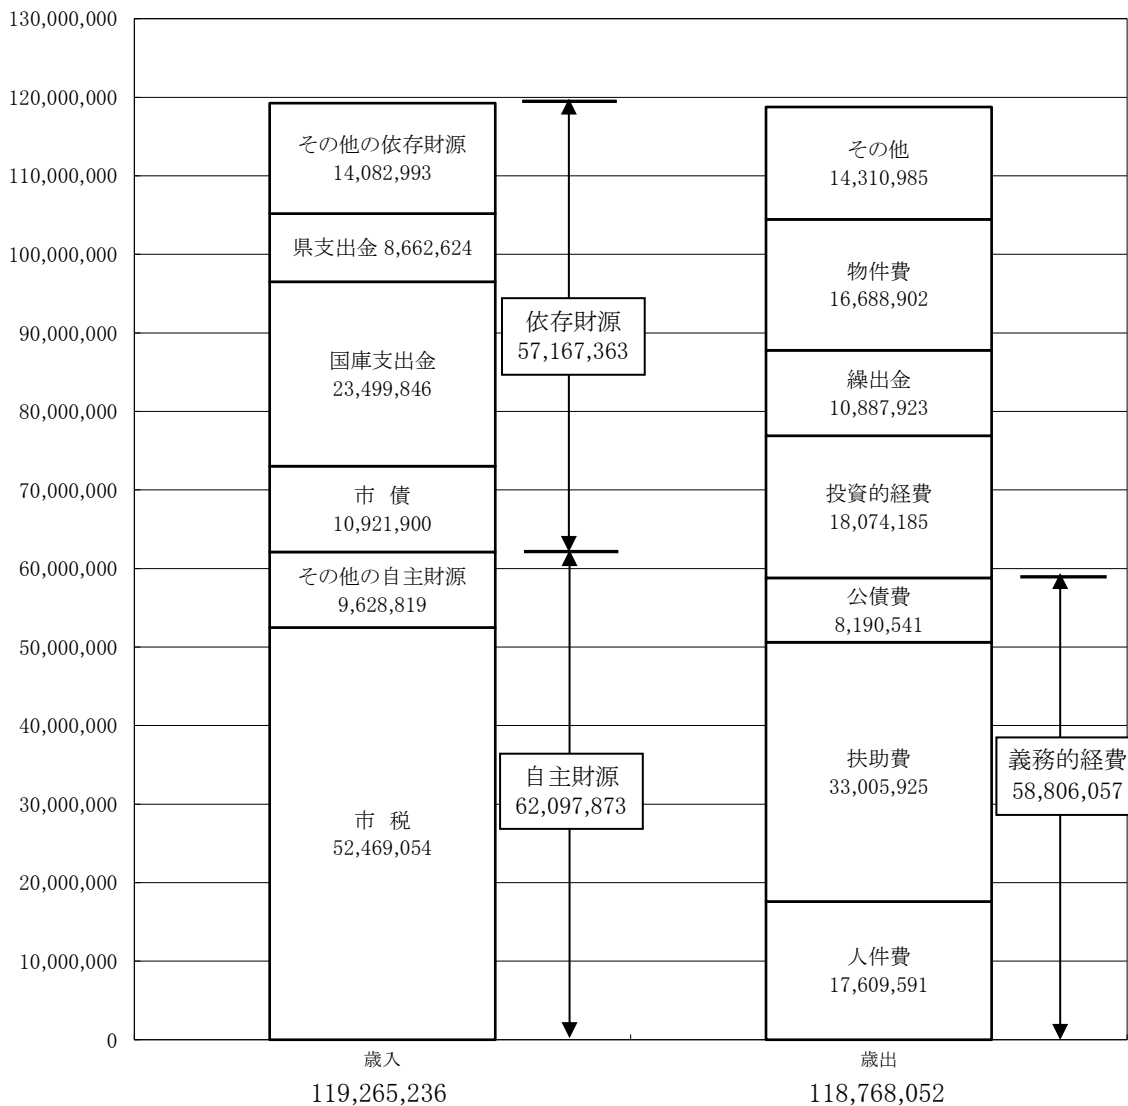 130,000,000
120,000,000
110,000,000
100,000,000
90,000,000
80,000,000
70,000,000
60,000,000
50,000,000
40,000,000
30,000,000
20,000,000
10,000,000
0
その他の依存財源
14,082,993
県支出金 8,662,624
国庫支出金
23,499,846
市 債
10,921,900
その他の自主財源
9,628,819
市 税
52,469,054
依存財源
57,167,363
自主財源
62,097,873
その他
14,310,985
物件費
16,688,902
繰出金
10,887,923
投資的経費
18,074,185
公債費
8,190,541
扶助費
33,005,925
人件費
17,609,591
義務的経費
58,806,057
歳入
119,265,236
歳出
118,768,052